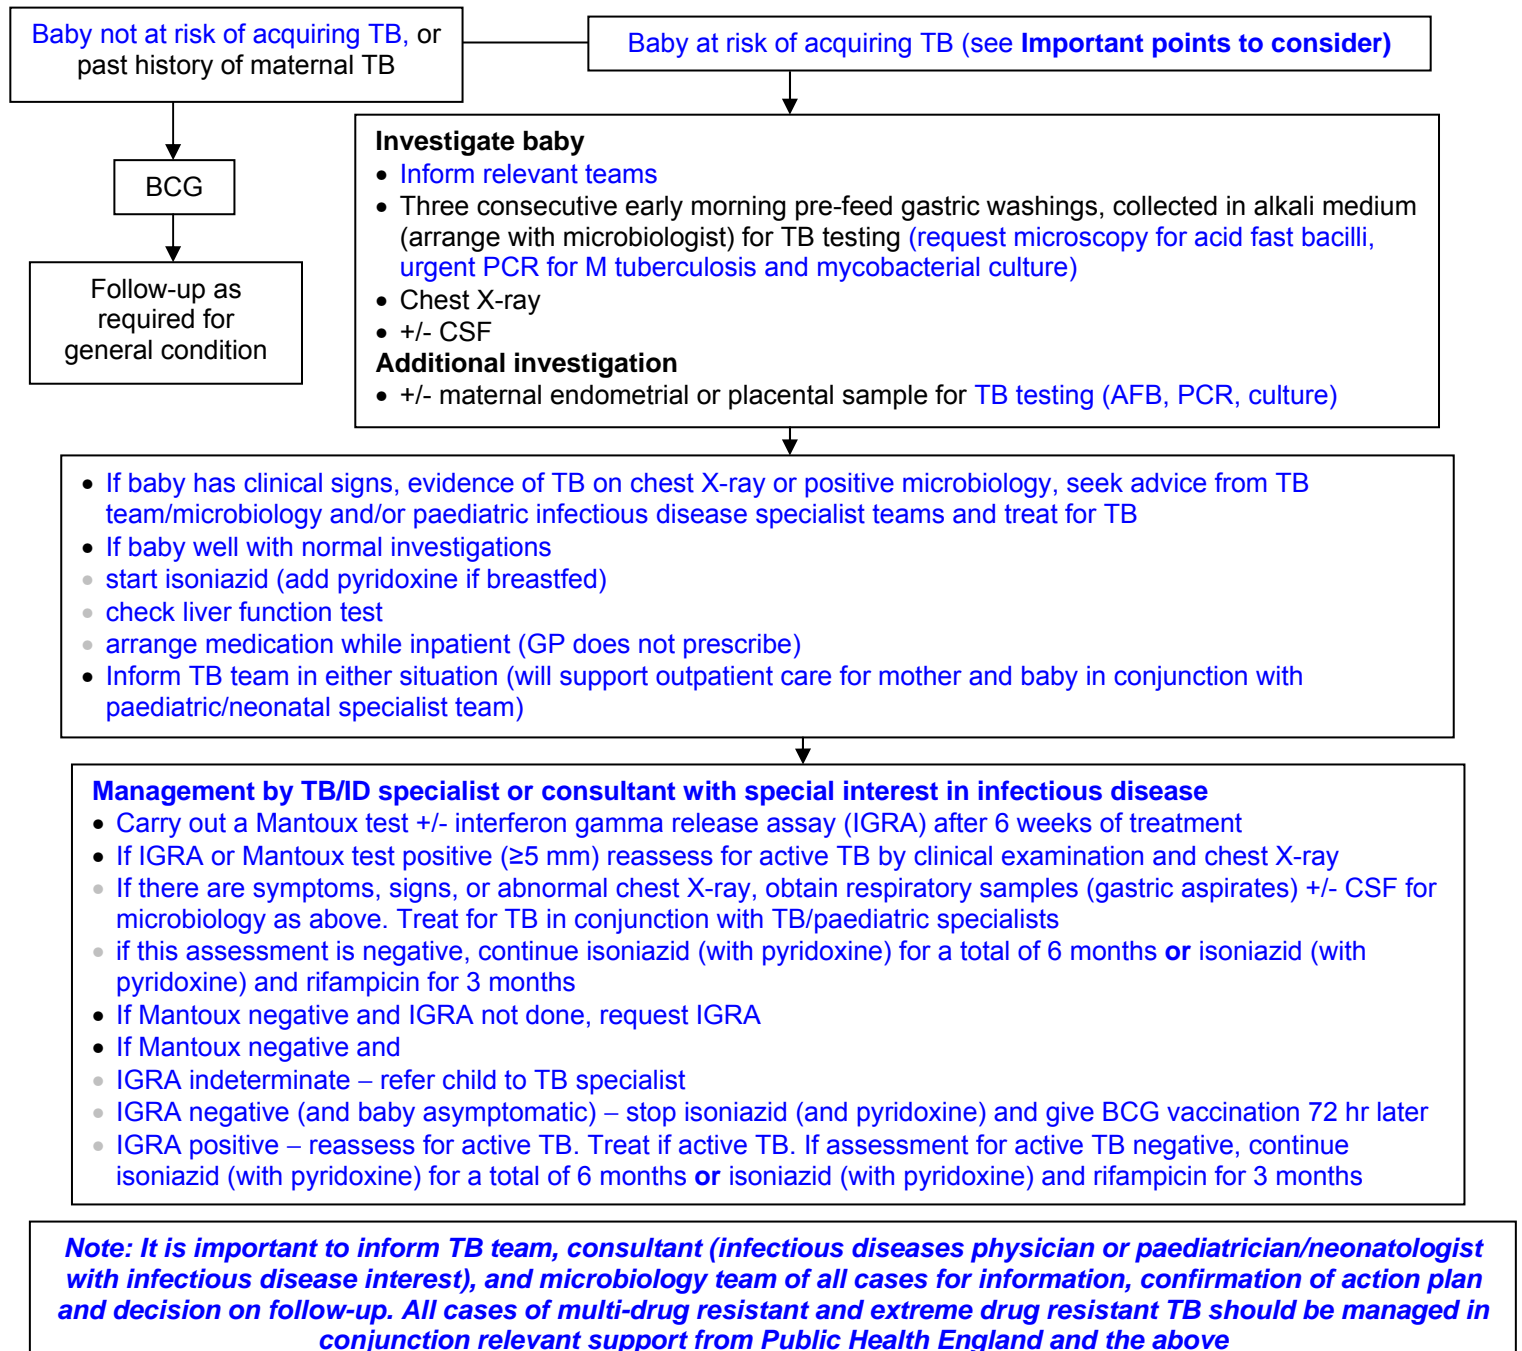 Baby not at risk of acquiring TB, or
past history of maternal TB
Baby at risk of acquiring TB (see Important points to consider)
BCG
Follow-up as
required for
general condition
Investigate baby
• Inform relevant teams
• Three consecutive early morning pre-feed gastric washings, collected in alkali medium
(arrange with microbiologist) for TB testing (request microscopy for acid fast bacilli,
urgent PCR for M tuberculosis and mycobacterial culture)
• Chest X-ray
• +/- CSF
Additional investigation
• +/- maternal endometrial or placental sample for TB testing (AFB, PCR, culture)
• If baby has clinical signs, evidence of TB on chest X-ray or positive microbiology, seek advice from TB
team/microbiology and/or paediatric infectious disease specialist teams and treat for TB
• If baby well with normal investigations
• start isoniazid (add pyridoxine if breastfed)
• check liver function test
• arrange medication while inpatient (GP does not prescribe)
• Inform TB team in either situation (will support outpatient care for mother and baby in conjunction with
paediatric/neonatal specialist team)
Management by TB/ID specialist or consultant with special interest in infectious disease
• Carry out a Mantoux test +/- interferon gamma release assay (IGRA) after 6 weeks of treatment
• If IGRA or Mantoux test positive (≥5 mm) reassess for active TB by clinical examination and chest X-ray
• If there are symptoms, signs, or abnormal chest X-ray, obtain respiratory samples (gastric aspirates) +/- CSF for
microbiology as above. Treat for TB in conjunction with TB/paediatric specialists
• if this assessment is negative, continue isoniazid (with pyridoxine) for a total of 6 months or isoniazid (with
pyridoxine) and rifampicin for 3 months
• If Mantoux negative and IGRA not done, request IGRA
• If Mantoux negative and
• IGRA indeterminate – refer child to TB specialist
• IGRA negative (and baby asymptomatic) – stop isoniazid (and pyridoxine) and give BCG vaccination 72 hr later
• IGRA positive – reassess for active TB. Treat if active TB. If assessment for active TB negative, continue
isoniazid (with pyridoxine) for a total of 6 months or isoniazid (with pyridoxine) and rifampicin for 3 months
Note: It is important to inform TB team, consultant (infectious diseases physician or paediatrician/neonatologist
with infectious disease interest), and microbiology team of all cases for information, confirmation of action plan
and decision on follow-up. All cases of multi-drug resistant and extreme drug resistant TB should be managed in
conjunction relevant support from Public Health England and the above